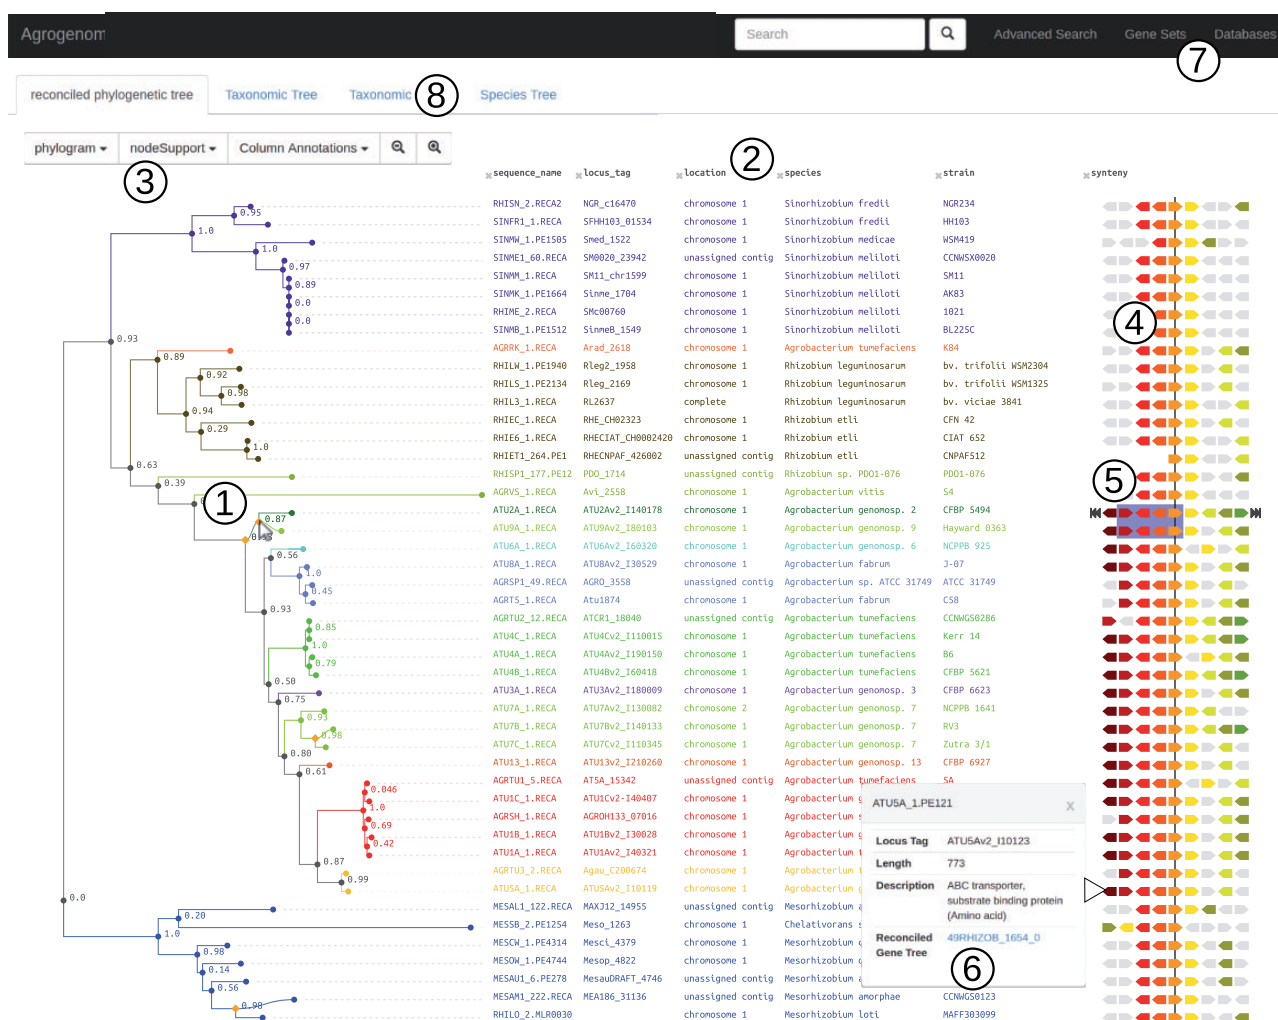 Agrogenom
Search
Advanced Search Gene Sets Databases
7
reconciled phylogenetic tree Taxonomic Tree Taxonomic 8 Species Tree
phylogram nodeSupport Column Annotations
3
2
sequence_name locus_tag location species strain synteny
RHISN_2.RECA2 NGR_c16470 chromosome 1 Sinorhizobium fredii NGR234
0.95
SINFR1_1.RECA SFHH103_01534 chromosome 1 Sinorhizobium fredii HH103
1.0
SINMW_1.PE1505 Smed_1522 chromosome 1 Sinorhizobium medicae WSM419
1.0
SINME1_60.RECA SM0020_23942 unassigned contig Sinorhizobium meliloti CCNWSX0020
0.97
SINMM_1.RECA SM11_chr1599 chromosome 1 Sinorhizobium meliloti SM11
0.89
SINMK_1.PE1664 Sinme_1704 chromosome 1 Sinorhizobium meliloti AK83
0.0
RHIME_2.RECA SMc00760 chromosome 1 Sinorhizobium meliloti 1021
0.0
4
SINMB_1.PE1512 SinmeB_1549 chromosome 1 Sinorhizobium meliloti BL225C
0.93
AGRRK_1.RECA Arad_2618 chromosome 1 Agrobacterium tumefaciens K84
0.89
RHILW_1.PE1940 Rleg2_1958 chromosome 1 Rhizobium leguminosarum bv. trifolii WSM2304
0.92
RHILS_1.PE2134 Rleg_2169 chromosome 1 Rhizobium leguminosarum bv. trifolii WSM1325
0.98
RHIL3_1.RECA RL2637 complete Rhizobium leguminosarum bv. viciae 3841
0.94
RHIEC_1.RECA RHE_CH02323 chromosome 1 Rhizobium etli CFN 42
0.29
RHIE6_1.RECA RHECIAT_CH0002420 chromosome 1 Rhizobium etli CIAT 652
1.0
RHIET1_264.PE1 RHECNPAF_426002 unassigned contig Rhizobium etli CNPAF512
0.63
RHISP1_177.PE12 PDO_1714 unassigned contig Rhizobium sp. PDO1-076 PDO1-076
0.39
5
AGRVS_1.RECA Avi_2558 chromosome 1 Agrobacterium vitis S4
1
ATU2A_1.RECA ATU2Av2_I140178 chromosome 1 Agrobacterium genomosp. 2 CFBP 5494
0.87
ATU9A_1.RECA ATU9Av2_I80103 chromosome 1 Agrobacterium genomosp. 9 Hayward 0363
ATU6A_1.RECA ATU6Av2_I60320 chromosome 1 Agrobacterium genomosp. 6 NCPPB 925
0.56
ATU8A_1.RECA ATU8Av2_I30529 chromosome 1 Agrobacterium fabrum J-07
1.0
AGRSP1_49.RECA AGRO_3558 unassigned contig Agrobacterium sp. ATCC 31749 ATCC 31749
0.45
AGRT5_1.RECA Atu1874 chromosome 1 Agrobacterium fabrum C58
0.93
AGRTU2_12.RECA ATCR1_18040 unassigned contig Agrobacterium tumefaciens CCNWGS0286
0.85
ATU4C_1.RECA ATU4Cv2_I110015 chromosome 1 Agrobacterium tumefaciens Kerr 14
1.0
ATU4A_1.RECA ATU4Av2_I190150 chromosome 1 Agrobacterium tumefaciens B6
0.79
ATU4B_1.RECA ATU4Bv2_I60418 chromosome 1 Agrobacterium tumefaciens CFBP 5621
0.50
ATU3A_1.RECA ATU3Av2_I180009 chromosome 1 Agrobacterium genomosp. 3 CFBP 6623
0.75
ATU7A_1.RECA ATU7Av2_I130082 chromosome 2 Agrobacterium genomosp. 7 NCPPB 1641
0.93
ATU7B_1.RECA ATU7Bv2_I140133 chromosome 1 Agrobacterium genomosp. 7 RV3
0.98
ATU7C_1.RECA ATU7Cv2_I110345 chromosome 1 Agrobacterium genomosp. 7 Zutra 3/1
0.80
ATU13_1.RECA ATU13v2_I210260 chromosome 1 Agrobacterium genomosp. 13 CFBP 6927
0.61
AGRTU1_5.RECA AT5A_15342 unassigned contig Agrobacterium tumefaciens 5A
0.046
ATU1C_1.RECA ATU1Cv2-I40407 chromosome 1 Agrobacterium g
1.0
AGRSH_1.RECA AGROH133_07016 chromosome 1 Agrobacterium s
0.69
ATU1B_1.RECA ATU1Bv2_I30028 chromosome 1 Agrobacterium g
0.42
ATU1A_1.RECA ATU1Av2_I40321 chromosome 1 Agrobacterium t
0.87
AGRTU3_2.RECA Agau_C200674 chromosome 1 Agrobacterium t
0.99
ATU5A_1.RECA ATU5Av2_I10119 chromosome 1 Agrobacterium g
0.0
MESAL1_122.RECA MAXJ12_14955 unassigned contig Mesorhizobium a
0.20
MESSB_2.PE1254 Meso_1263 chromosome 1 Chelativorans s
1.0
MESCW_1.PE4314 Mesci_4379 chromosome 1 Mesorhizobium
0.98
MESOW_1.PE4744 Mesop_4822 chromosome 1 Mesorhizobium
0.14
MESAU1_6.PE278 MesauDRAFT_4746 unassigned contig Mesorhizobium a
0.56
MESAM1_222.RECA MEA186_31136 unassigned contig Mesorhizobium amorphae CCNWGS0123
0.98
RHILO_2.MLR0030 chromosome 1 Mesorhizobium loti MAFF303099
ATU5A_1.PE121 x
Locus Tag ATU5Av2_I10123
Length 773
Description ABC transporter,
substrate binding protein
(Amino acid)
Reconciled 49RHIZOB_1654_0
Gene Tree
6